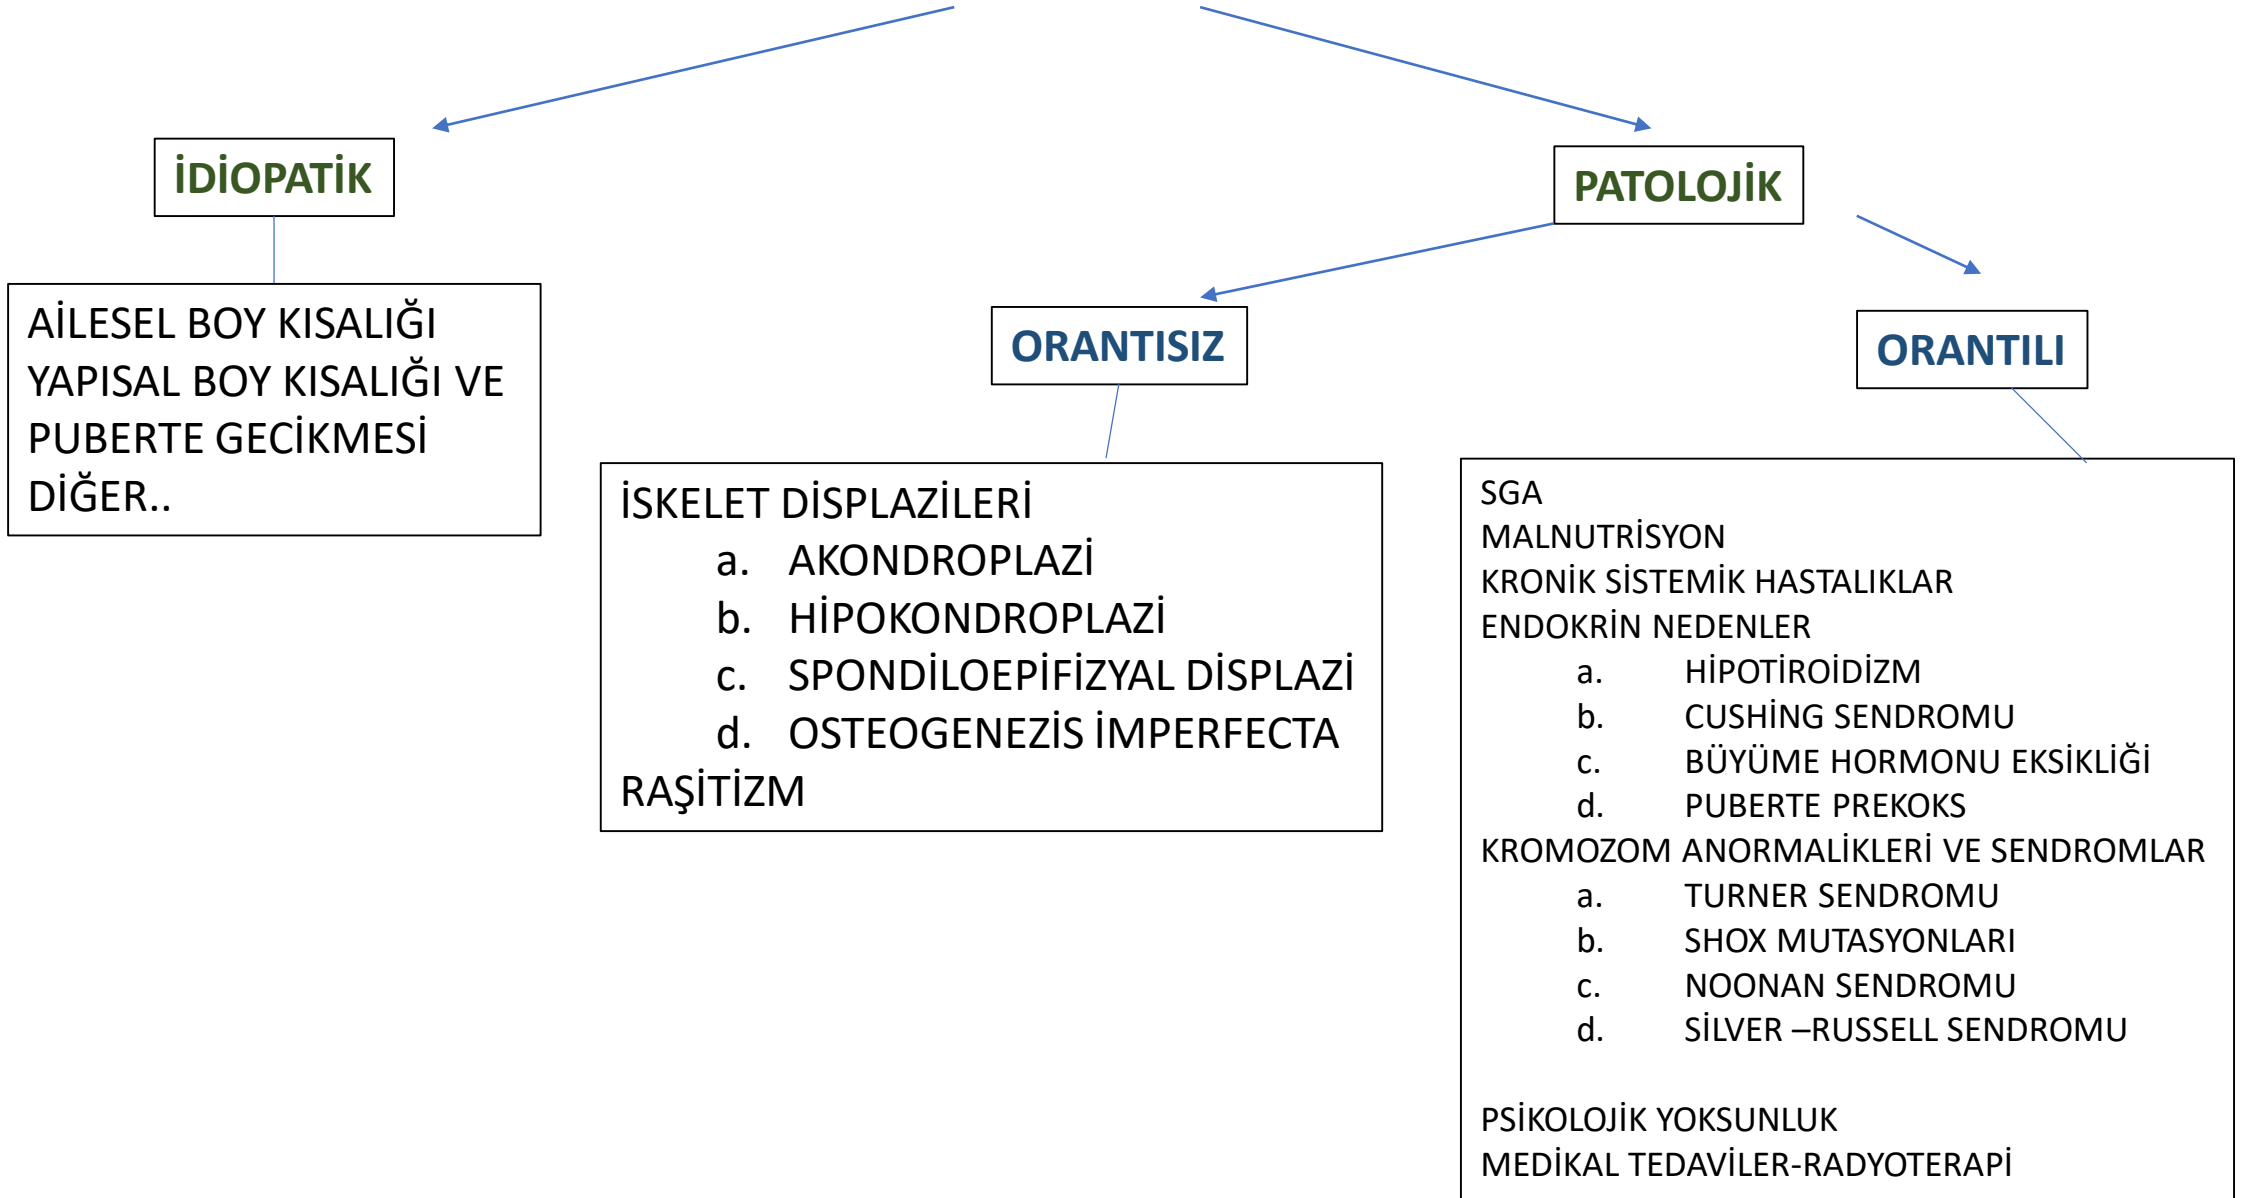 İDİOPATİK
PATOLOJİK
AİLESEL BOY KISALIĞI
YAPISAL BOY KISALIĞI VE
PUBERTE GECİKMESİ
DİĞER..
ORANTISIZ
ORANTILI
İSKELET DİSPLAZİLERİ
a. AKONDROPLAZİ
b. HİPOKONDROPLAZİ
c. SPONDİLOEPİFİZYAL DİSPLAZİ
d. OSTEOGENEZİS İMPERFECTA
RAŞİTİZM
SGA
MALNUTRİSYON
KRONİK SİSTEMİK HASTALIKLAR
ENDOKRİN NEDENLER
a. HİPOTİROİDİZM
b. CUSHİNG SENDROMU
c. BÜYÜME HORMONU EKSİKLİĞİ
d. PUBERTE PREKOKS
KROMOZOM ANORMALİKLERİ VE SENDROMLAR
a. TURNER SENDROMU
b. SHOX MUTASYONLARI
c. NOONAN SENDROMU
d. SİLVER –RUSSELL SENDROMU
PSİKOLOJİK YOKSUNLUK
MEDİKAL TEDAVİLER-RADYOTERAPİ